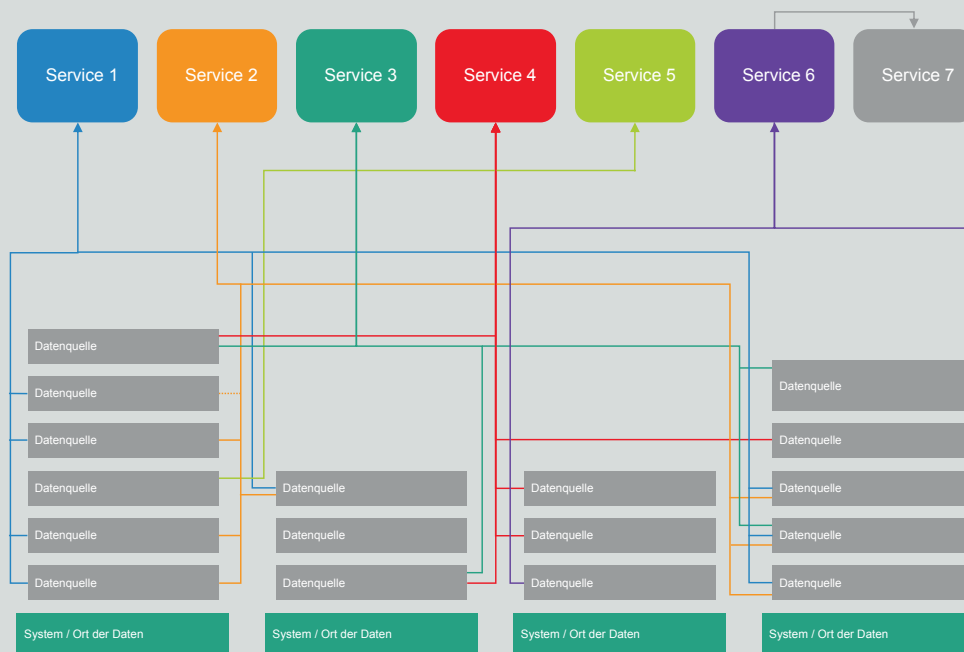 Service 1
Service 2
Service 3
Service 4
Service 5
Service 6
Service 7
Datenquelle
Datenquelle
Datenquelle
Datenquelle
Datenquelle
Datenquelle
System / Ort der Daten
Datenquelle
Datenquelle
Datenquelle
System / Ort der Daten
Datenquelle
Datenquelle
Datenquelle
System / Ort der Daten
Datenquelle
Datenquelle
Datenquelle
Datenquelle
Datenquelle
System / Ort der Daten